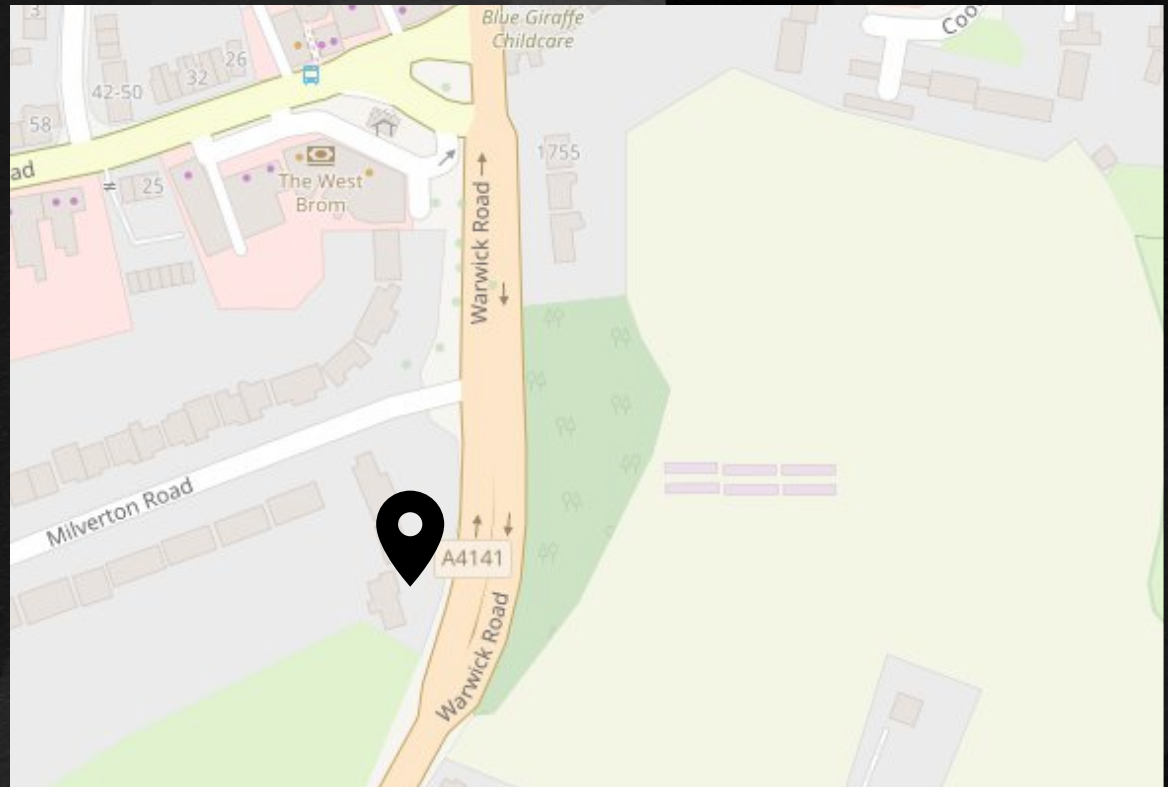 3
Blue Giraffe
Childcare
26
32
42-50
58
ad
25
The West
Brom
1755
Warwick Road
Milverton Road
A4141
Warwick Road